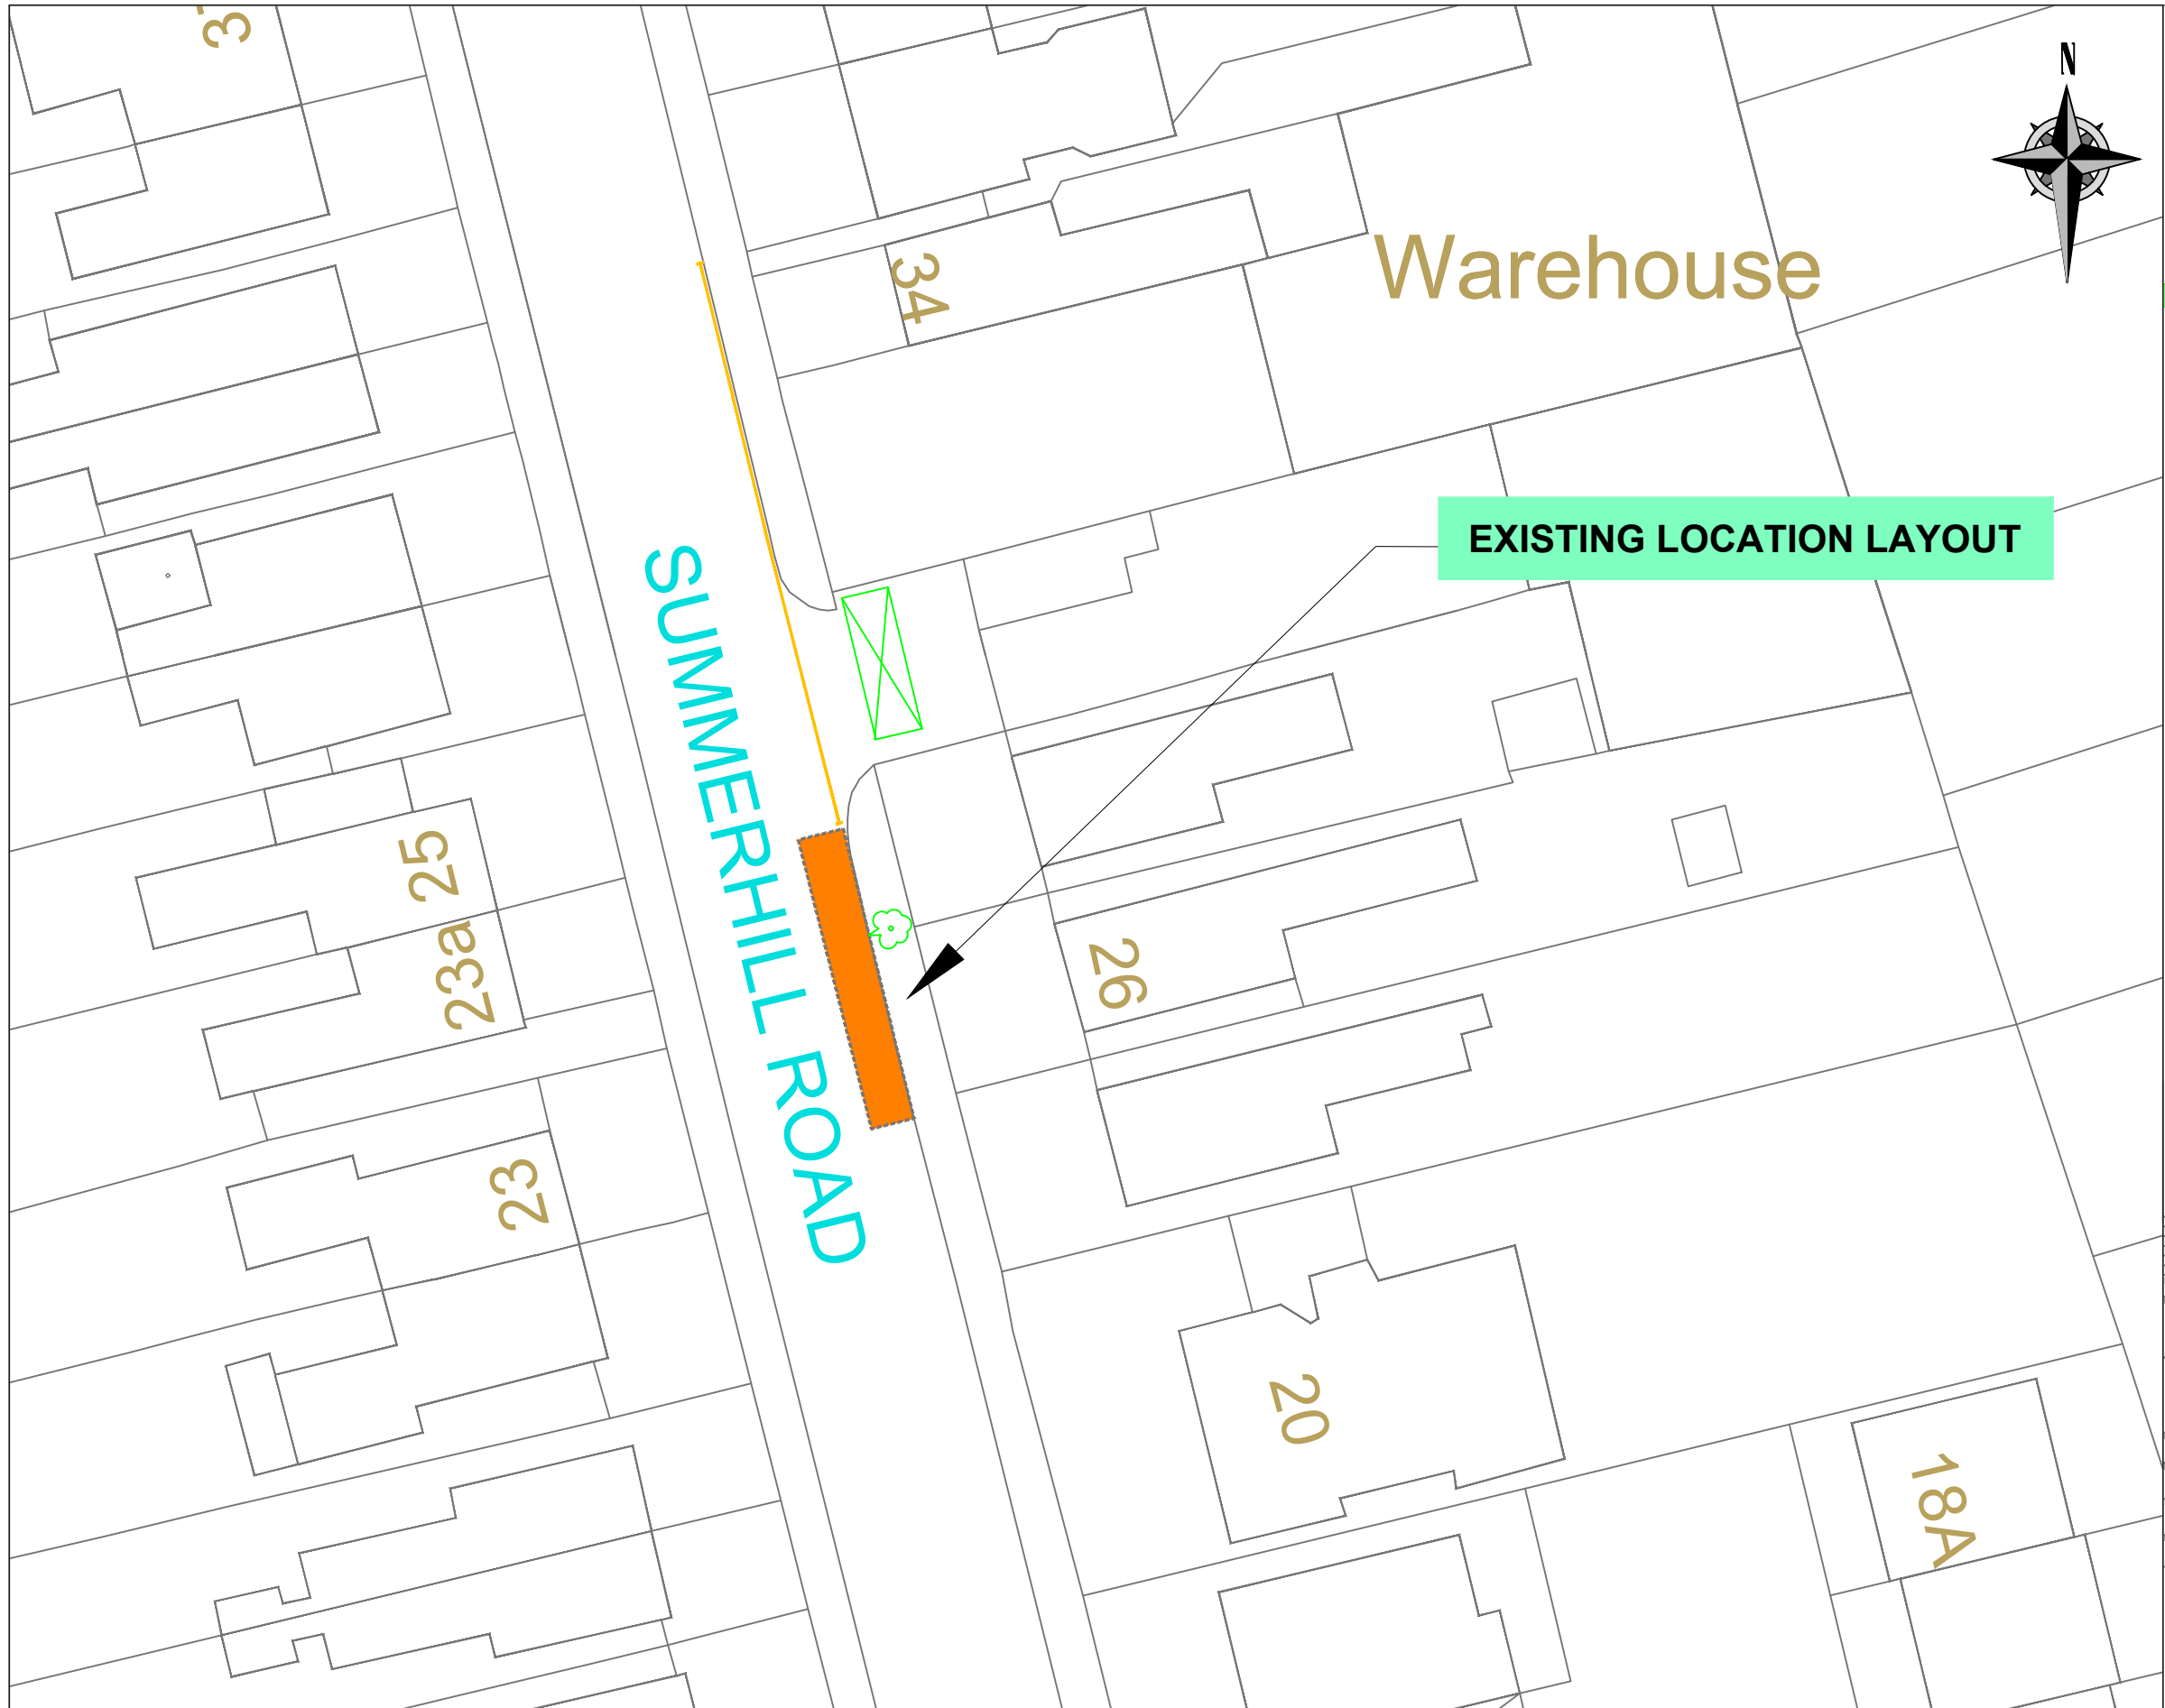 N
Warehouse
34
EXISTING LOCATION LAYOUT
SUMMERHILL ROAD
25
23a
26
23
20
18A